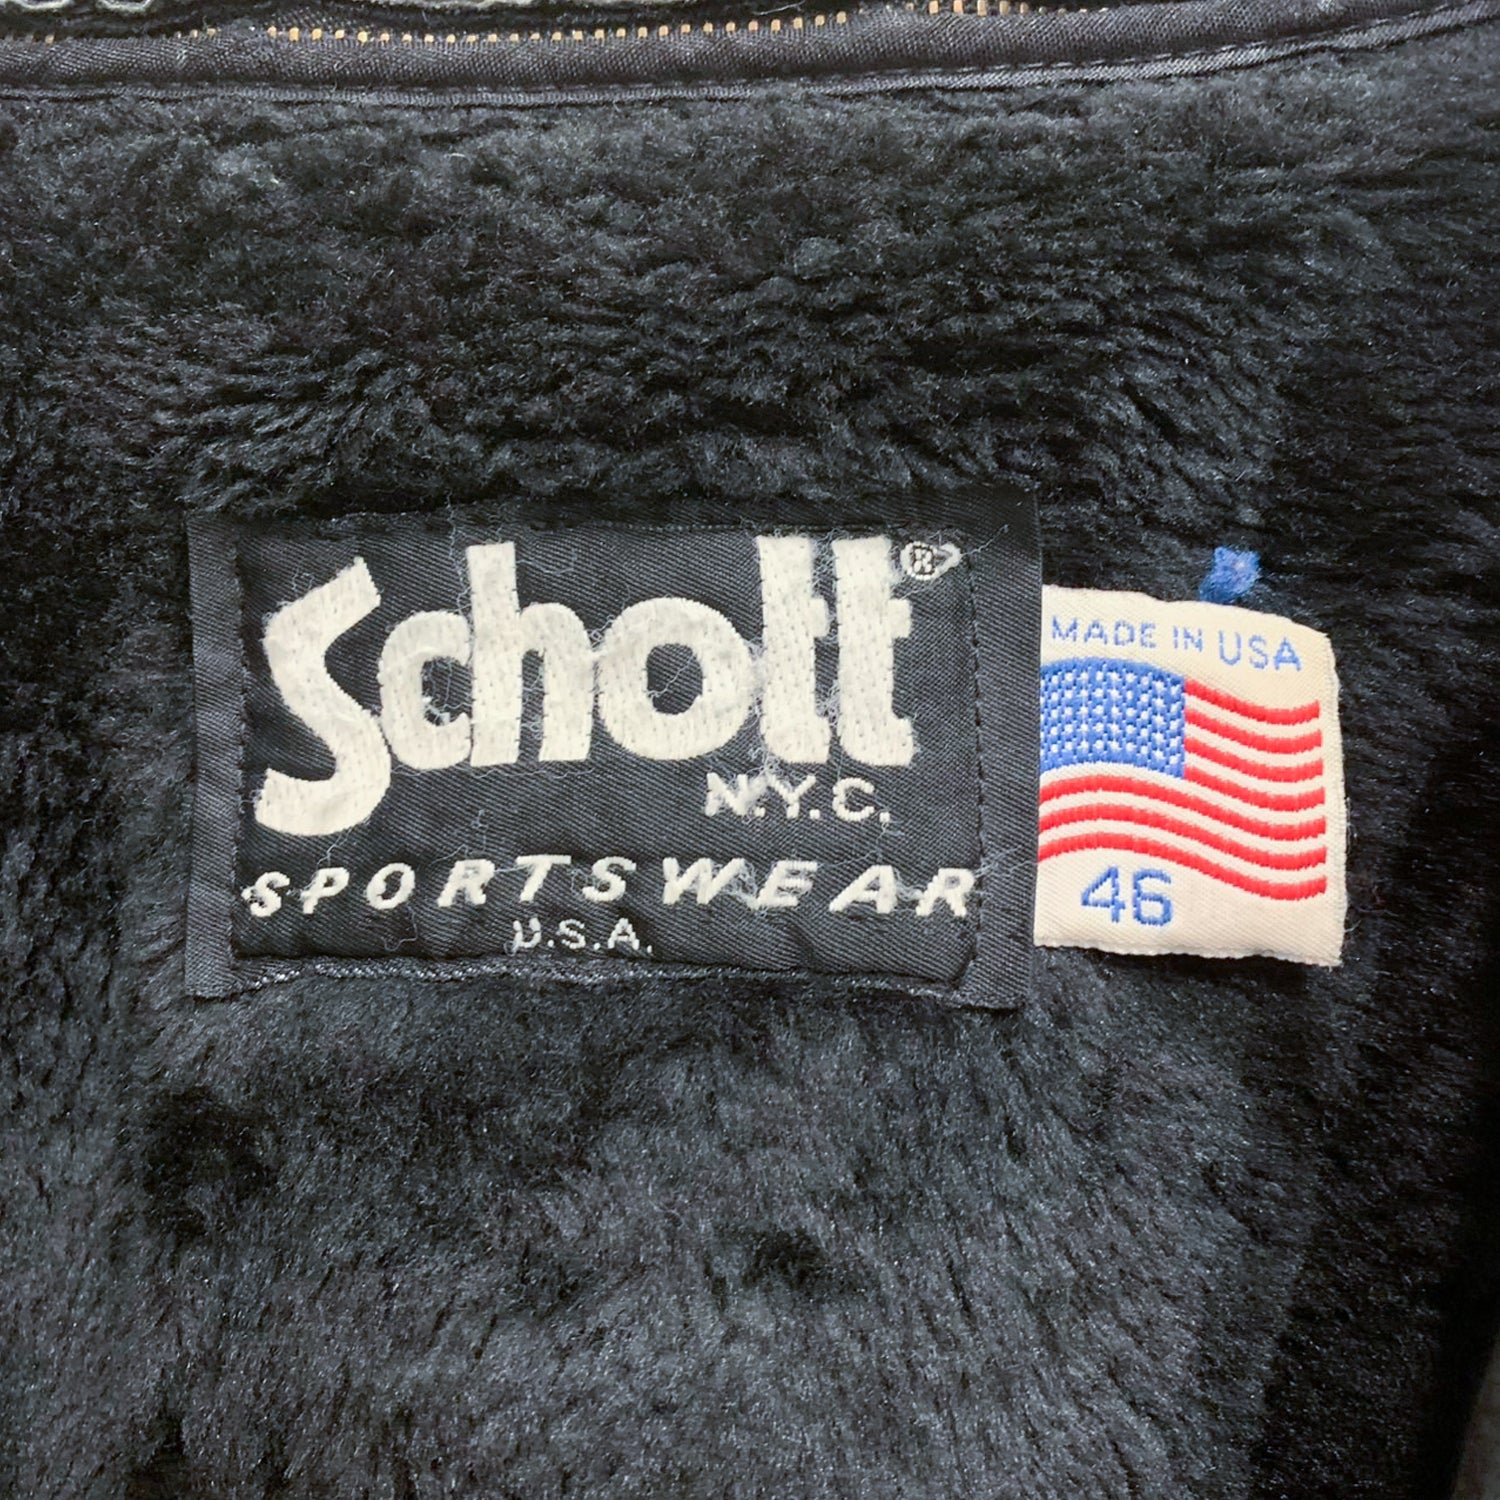 Schott®
N.Y.C.
SPORTSWEAR
U.S.A.
MADE IN USA
46